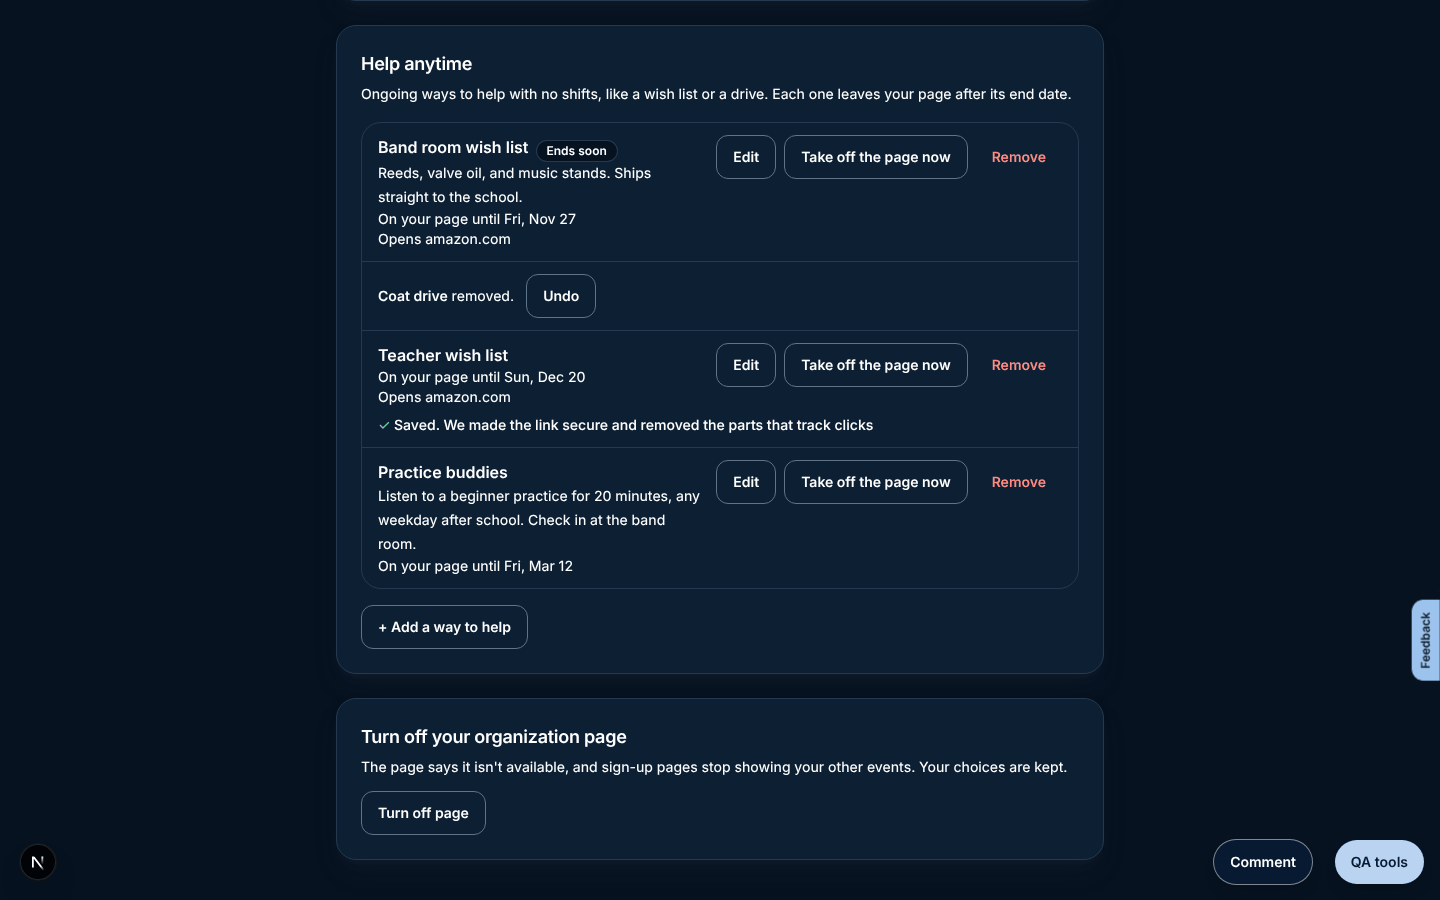 Help anytime
Ongoing ways to help with no shifts, like a wish list or a drive. Each one leaves your page after its end date.
Band room wish list Ends soon
Edit Take off the page now Remove
Reeds, valve oil, and music stands. Ships
straight to the school.
On your page until Fri, Nov 27
Opens amazon.com
Coat drive removed. Undo
Teacher wish list
Edit Take off the page now Remove
On your page until Sun, Dec 20
Opens amazon.com
✓ Saved. We made the link secure and removed the parts that track clicks
Practice buddies
Edit Take off the page now Remove
Listen to a beginner practice for 20 minutes, any
weekday after school. Check in at the band
room.
On your page until Fri, Mar 12
+ Add a way to help
Feedback
Turn off your organization page
The page says it isn't available, and sign-up pages stop showing your other events. Your choices are kept.
Turn off page
N
Comment
QA tools